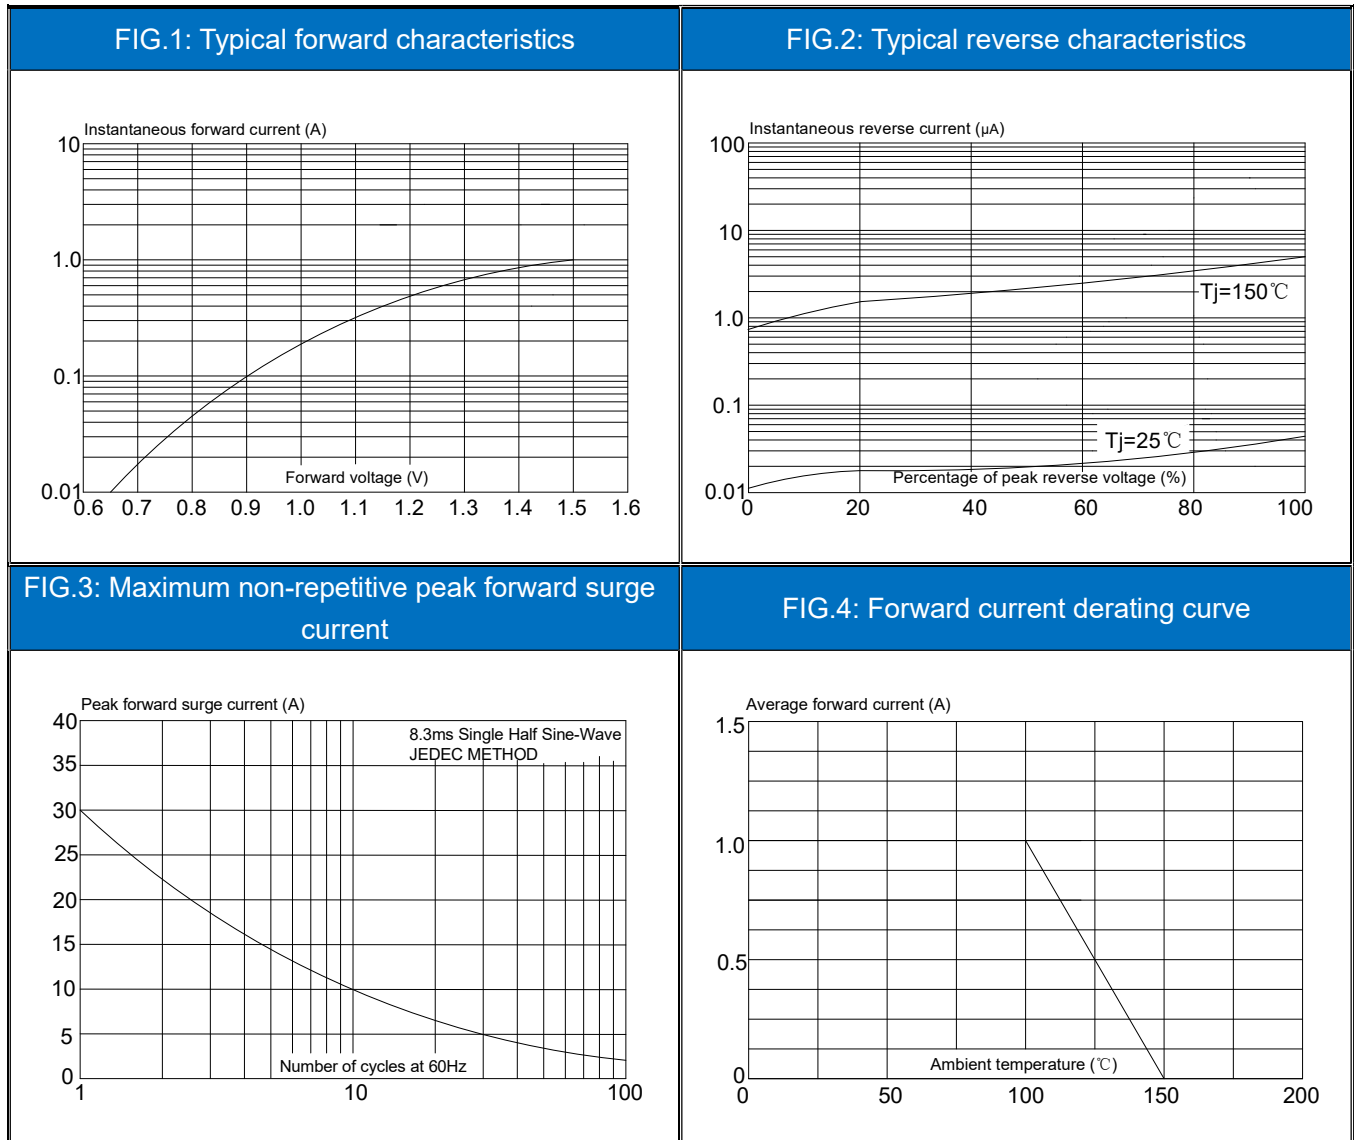 FIG.1: Typical forward characteristics
FIG.2: Typical reverse characteristics
Instantaneous forward current (A)
10
1.0
0.1
0.01
Forward voltage (V)
0.6 0.7 0.8 0.9 1.0 1.1 1.2 1.3 1.4 1.5 1.6
Instantaneous reverse current (μA)
100
10
1.0
0.1
0.01
Tj=150℃
Tj=25℃
Percentage of peak reverse voltage (%)
0 20 40 60 80 100
FIG.3: Maximum non-repetitive peak forward surge
current
FIG.4: Forward current derating curve
Peak forward surge current (A)
40
35
30
25
20
15
10
5
0
8.3ms Single Half Sine-Wave
JEDEC METHOD
Number of cycles at 60Hz
1 10 100
Average forward current (A)
1.5
1.0
0.5
0
Ambient temperature (℃)
0 50 100 150 200